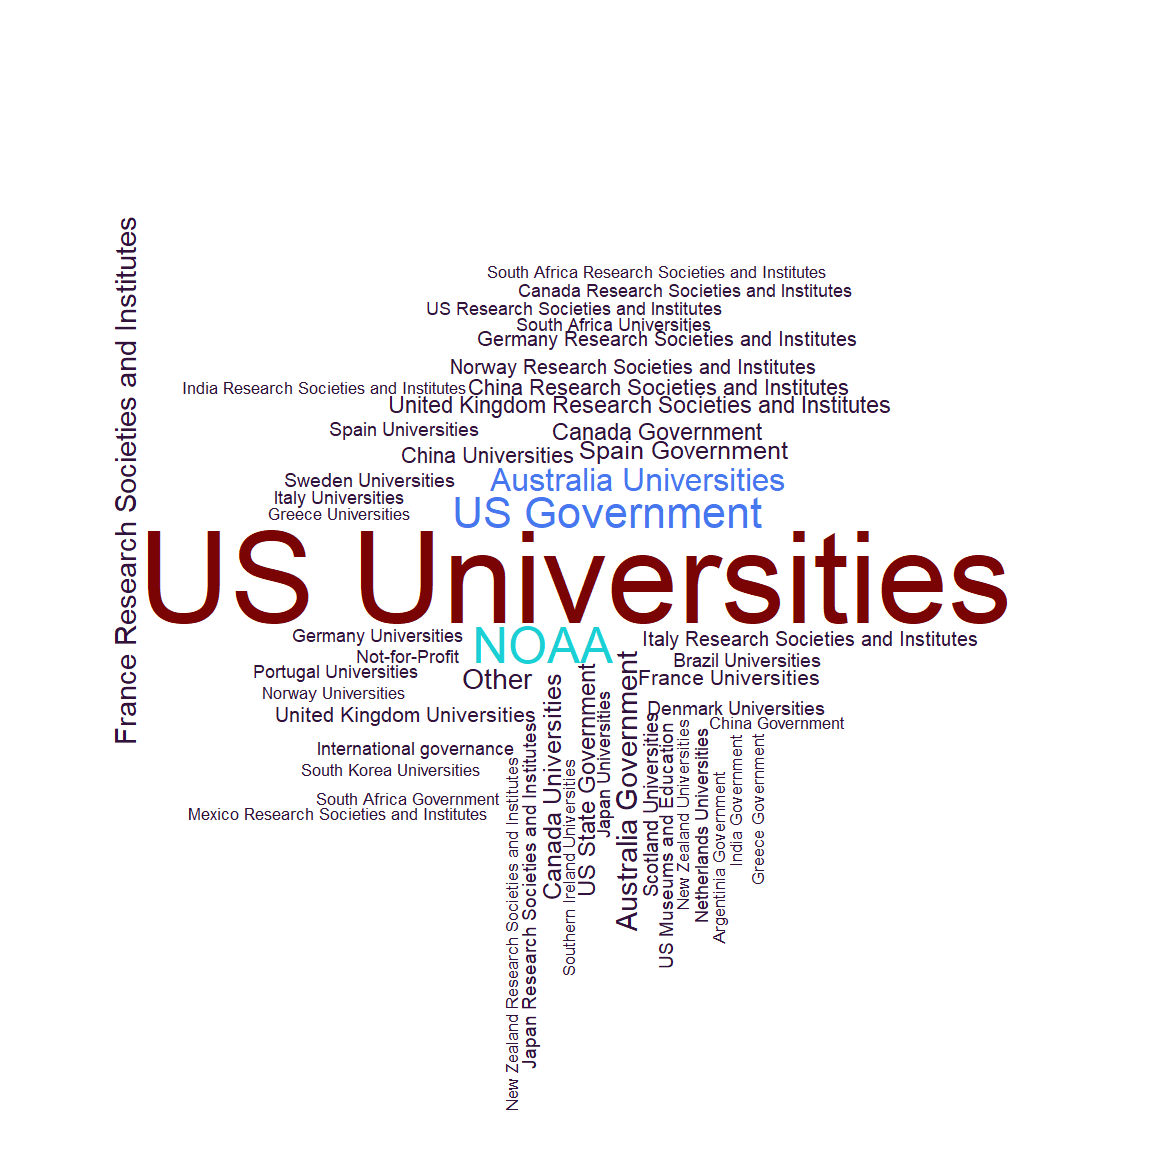 South Africa Research Societies and Institutes
Canada Research Societies and Institutes
US Research Societies and Institutes
South Africa Universities
Germany Research Societies and Institutes
Norway Research Societies and Institutes
India Research Societies and Institutes
China Research Societies and Institutes
United Kingdom Research Societies and Institutes
Spain Universities
Canada Government
China Universities
Spain Government
Sweden Universities
Australia Universities
Italy Universities
US Government
Greece Universities
France Research Societies and Institutes
US Universities
Germany Universities
NOAA
Italy Research Societies and Institutes
Not-for-Profit
Brazil Universities
Portugal Universities
Other
France Universities
Norway Universities
United Kingdom Universities
Denmark Universities
China Government
International governance
South Korea Universities
South Africa Government
Mexico Research Societies and Institutes
New Zealand Research Societies and Institutes
Japan Research Societies and Institutes
Canada Universities
Southern Ireland Universities
US State Government
Japan Universities
Australia Government
Scotland Universities
US Museums and Education
New Zealand Universities
Netherlands Universities
Argentinia Government
India Government
Greece Government